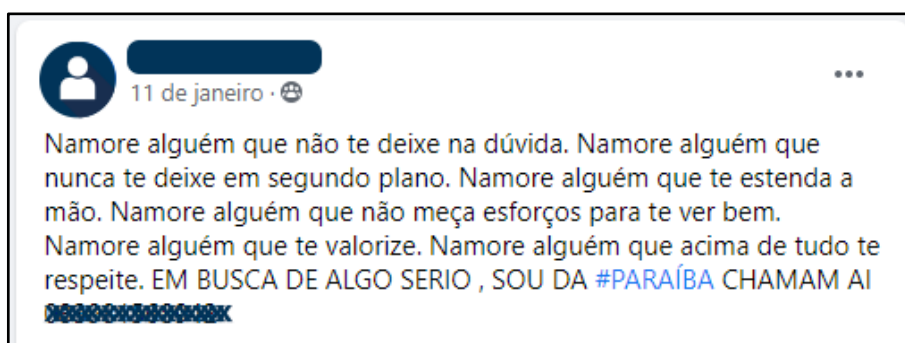 11 de janeiro ·
Namore alguém que não te deixe na dúvida. Namore alguém que
nunca te deixe em segundo plano. Namore alguém que te estenda a
mão. Namore alguém que não meça esforços para te ver bem.
Namore alguém que te valorize. Namore alguém que acima de tudo te
respeite. EM BUSCA DE ALGO SERIO , SOU DA #PARAÍBA CHAMAM AI